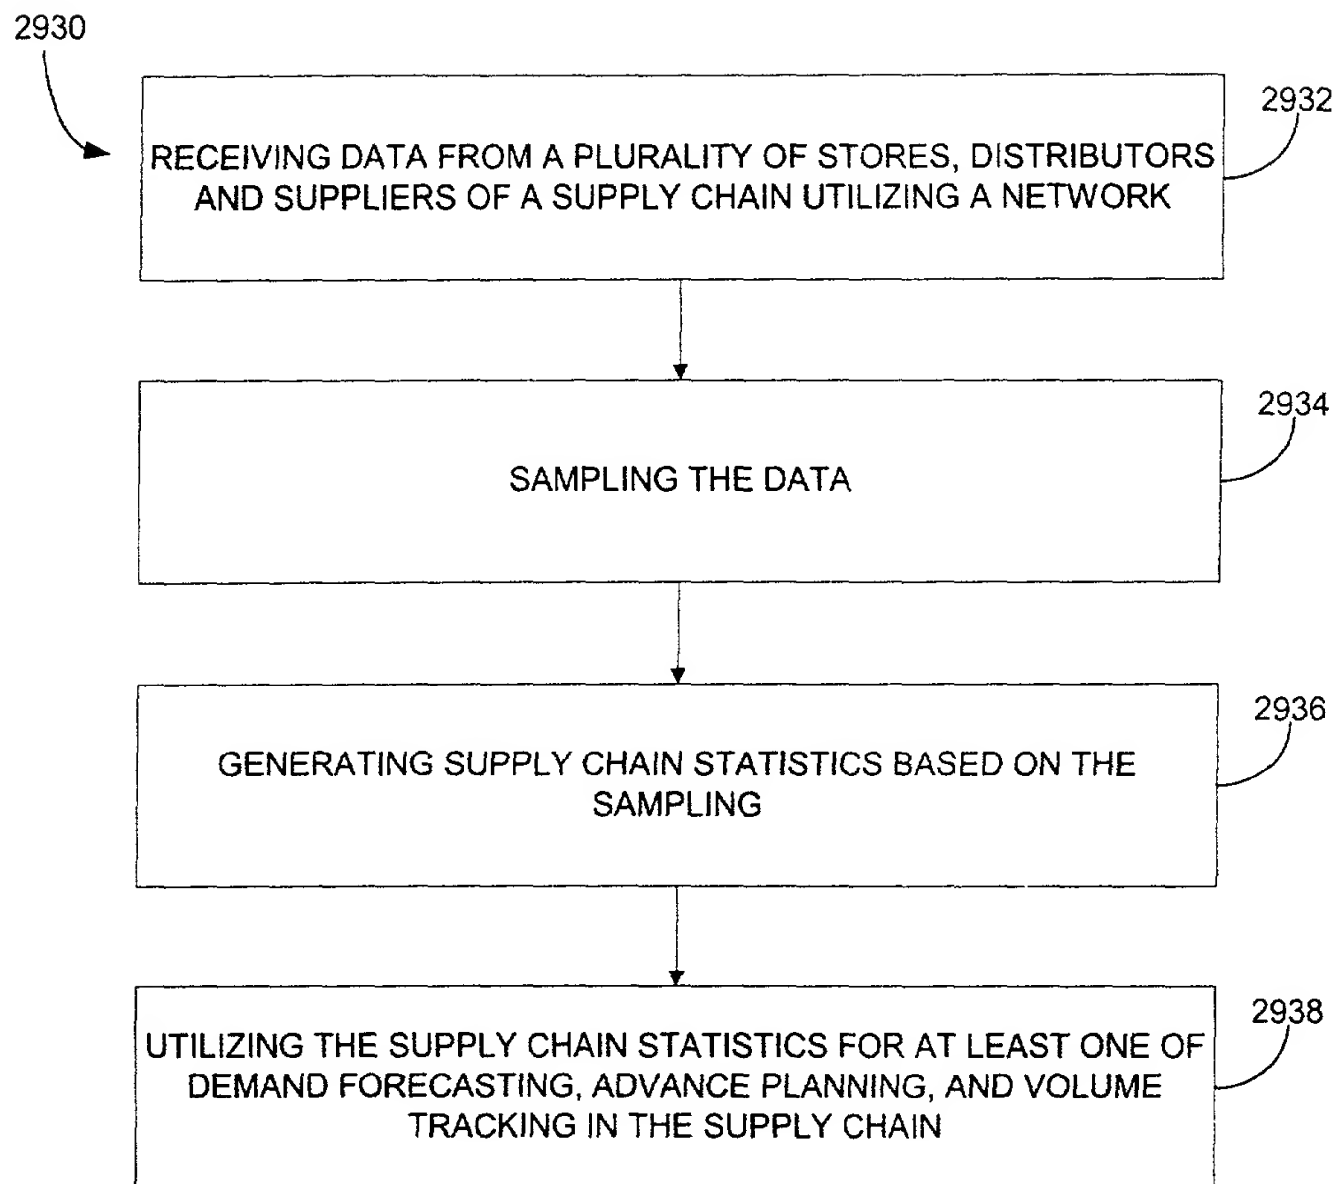 2930
2932
RECEIVING DATA FROM A PLURALITY OF STORES, DISTRIBUTORS
AND SUPPLIERS OF A SUPPLY CHAIN UTILIZING A NETWORK
2934
SAMPLING THE DATA
2936
GENERATING SUPPLY CHAIN STATISTICS BASED ON THE
SAMPLING
2938
UTILIZING THE SUPPLY CHAIN STATISTICS FOR AT LEAST ONE OF
DEMAND FORECASTING, ADVANCE PLANNING, AND VOLUME
TRACKING IN THE SUPPLY CHAIN